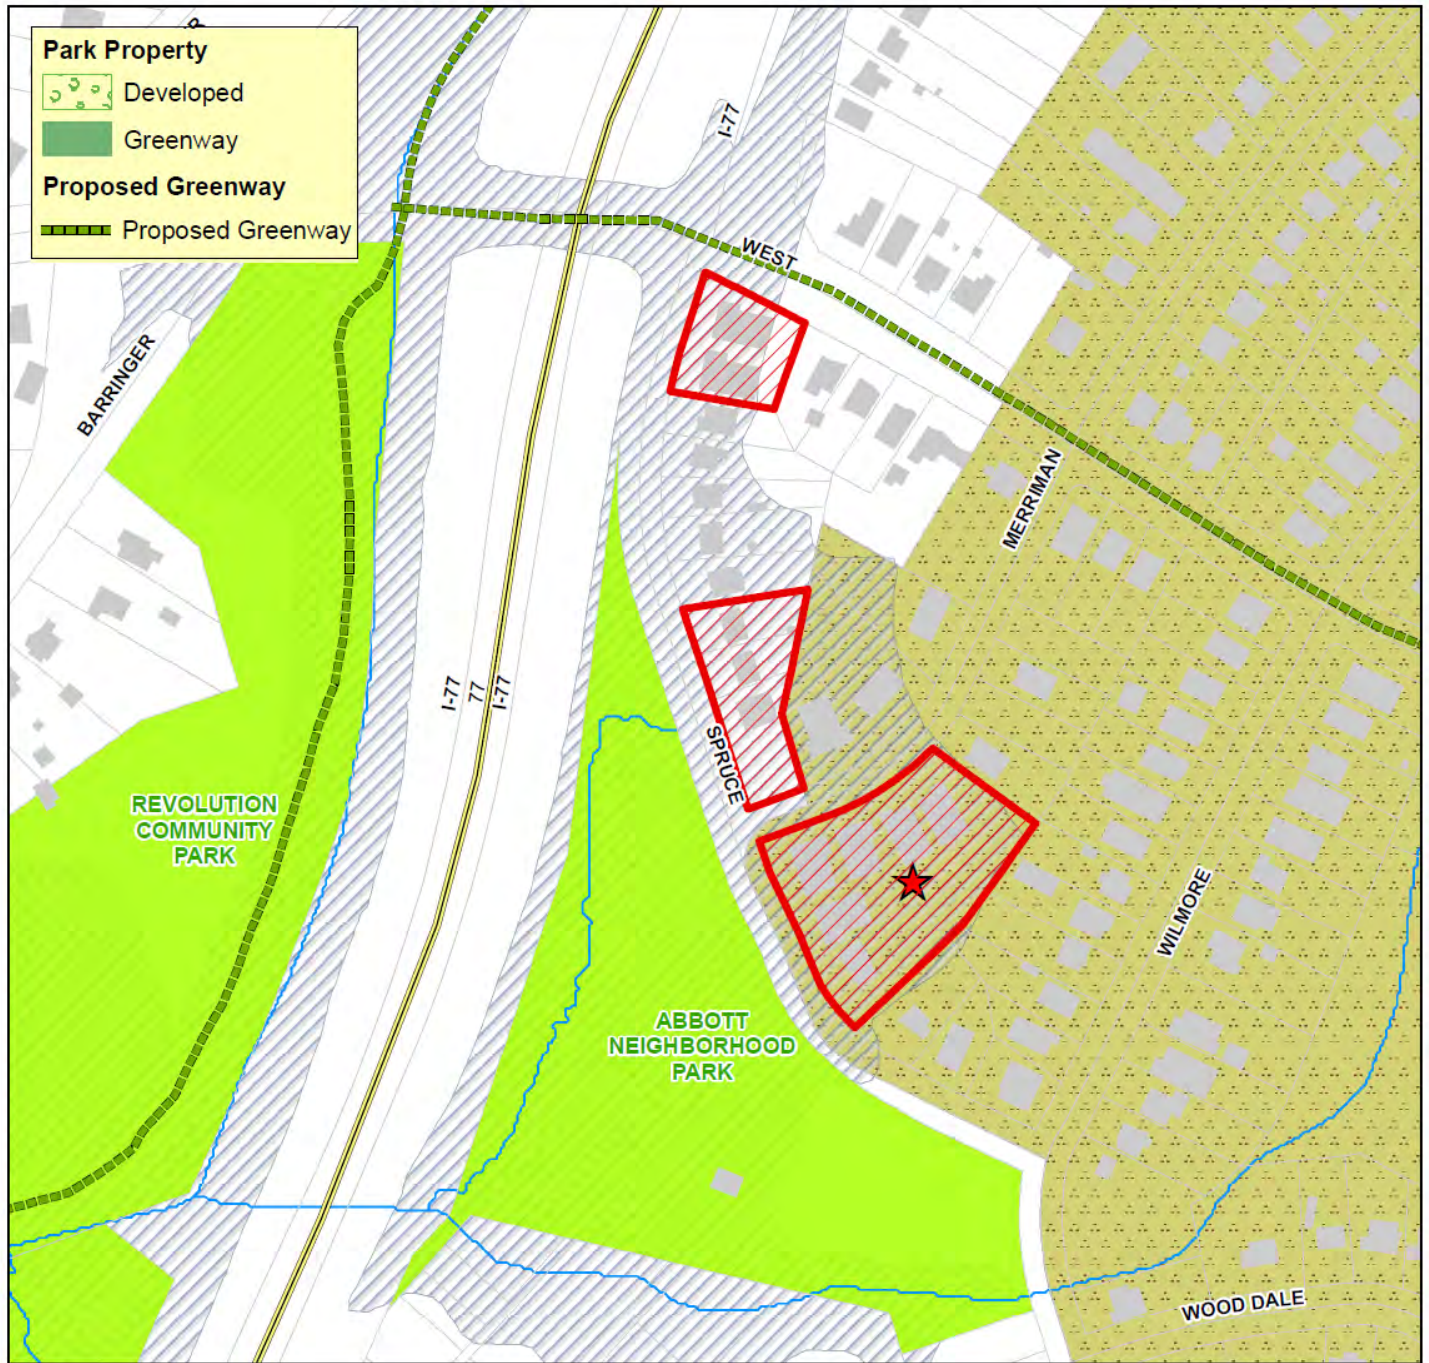 Park Property
Developed
Greenway
Proposed Greenway
Proposed Greenway
I-77
WEST
BARRINGER
MERRIMAN
I-77
77
I-77
SPRUCE
REVOLUTION
COMMUNITY
PARK
WILMORE
ABBOTT
NEIGHBORHOOD
PARK
WOOD DALE